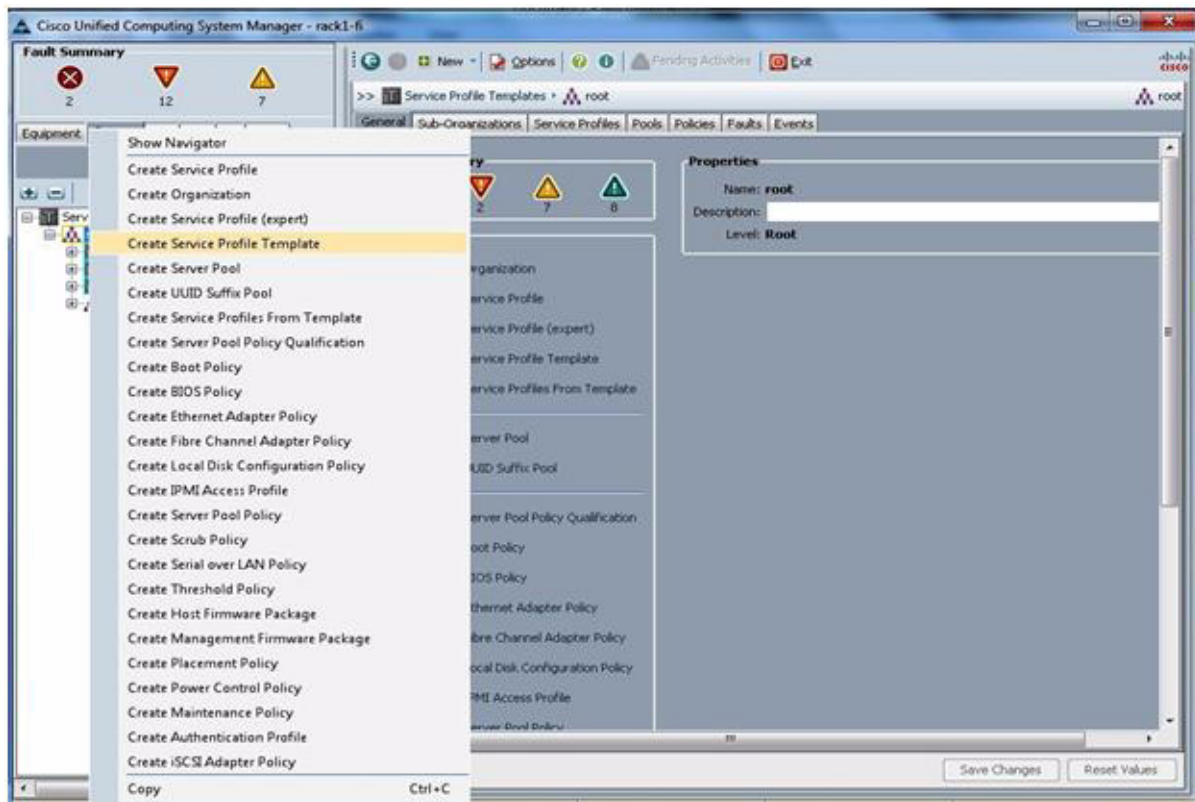 Cisco Unified Computing System Manager - rack1-fi
Fault Summary
2 12 7
New Options Pending Activities Exit
cisco
>> Service Profile Templates root root
Equipment
General Sub-Organizations Service Profiles Pools Policies Faults Events
Show Navigator
Create Service Profile
Create Organization
Create Service Profile (expert)
Create Service Profile Template
Create Server Pool
Create UUID Suffix Pool
Create Service Profiles From Template
Create Server Pool Policy Qualification
Create Boot Policy
Create BIOS Policy
Create Ethernet Adapter Policy
Create Fibre Channel Adapter Policy
Create Local Disk Configuration Policy
Create IPMI Access Profile
Create Server Pool Policy
Create Scrub Policy
Create Serial over LAN Policy
Create Threshold Policy
Create Host Firmware Package
Create Management Firmware Package
Create Placement Policy
Create Power Control Policy
Create Maintenance Policy
Create Authentication Profile
Create iSCSI Adapter Policy
Copy Ctrl+C
Serv
ry
2 7 8
rganization
ervice Profile
ervice Profile (expert)
ervice Profile Template
ervice Profiles From Template
erver Pool
UID Suffix Pool
erver Pool Policy Qualification
oot Policy
IOS Policy
thernet Adapter Policy
bre Channel Adapter Policy
ocal Disk Configuration Policy
PMI Access Profile
erver Pool Policy
Properties
Name: root
Description:
Level: Root
Save Changes Reset Values